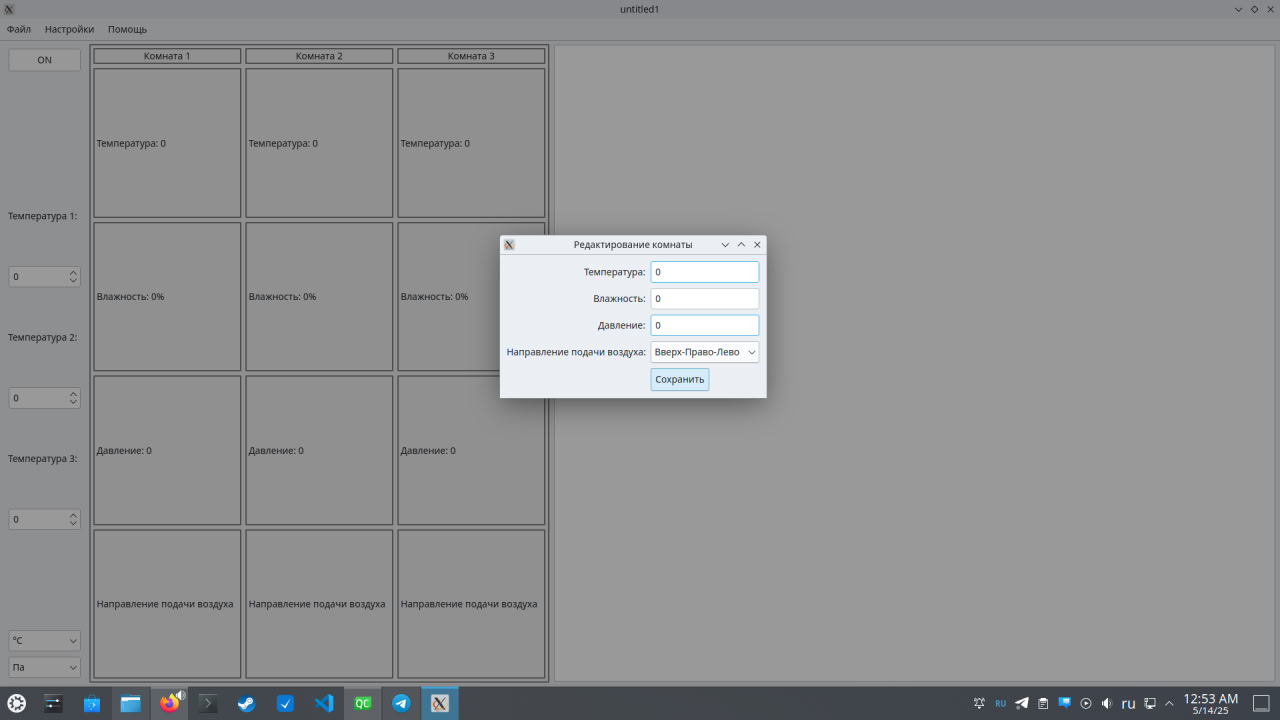 untitled1
Файл Настройки Помощь
ON
Комната 1 Комната 2 Комната 3
Температура: 0 Температура: 0 Температура: 0
Температура 1:
0
Влажность: 0% Влажность: 0% Влажность: 0%
Температура 2:
0
Давление: 0 Давление: 0 Давление: 0
Температура 3:
0
Направление подачи воздуха Направление подачи воздуха Направление подачи воздуха
°C
Па
Редактирование комнаты
Температура: 0
Влажность: 0
Давление: 0
Направление подачи воздуха: Вверх-Право-Лево
Сохранить
QC
RU
ru
12:53 AM
5/14/25